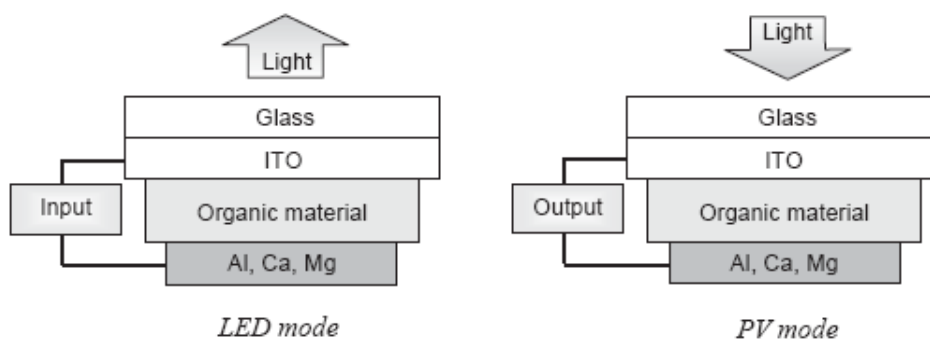 Light
Glass
ITO
Input
Organic material
Al, Ca, Mg
LED mode
Light
Glass
ITO
Output
Organic material
Al, Ca, Mg
PV mode